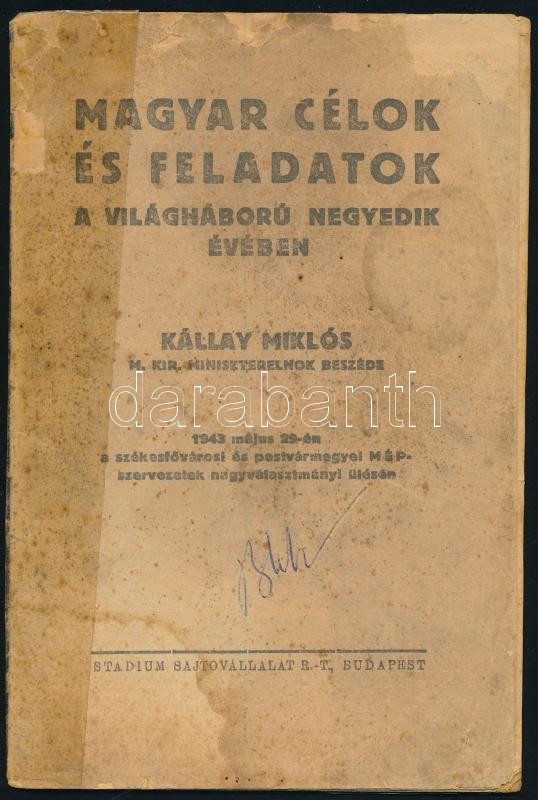 MAGYAR CÉLOK
ÉS FELADATOK
A VILÁGHÁBORÚ NEGYEDIK
ÉVÉBEN
KÁLLAY MIKLÓS
M. KIR. MINISZTERELNOK BESZÉDE
darabanth
1943 május 29-én
a székesfővárosi és pestvármegyei MÉP-
szervezetek nagyválasztmányi ülésén
STADIUM SAJTOVÁLLALAT R.-T., BUDAPEST